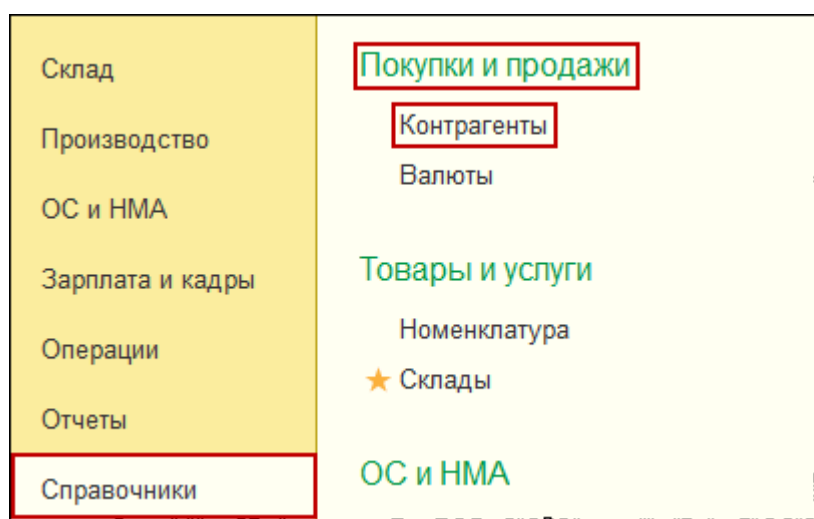 Склад
Производство
ОС и НМА
Зарплата и кадры
Операции
Отчеты
Справочники
Покупки и продажи
Контрагенты
Валюты
Товары и услуги
Номенклатура
Склады
ОС и НМА